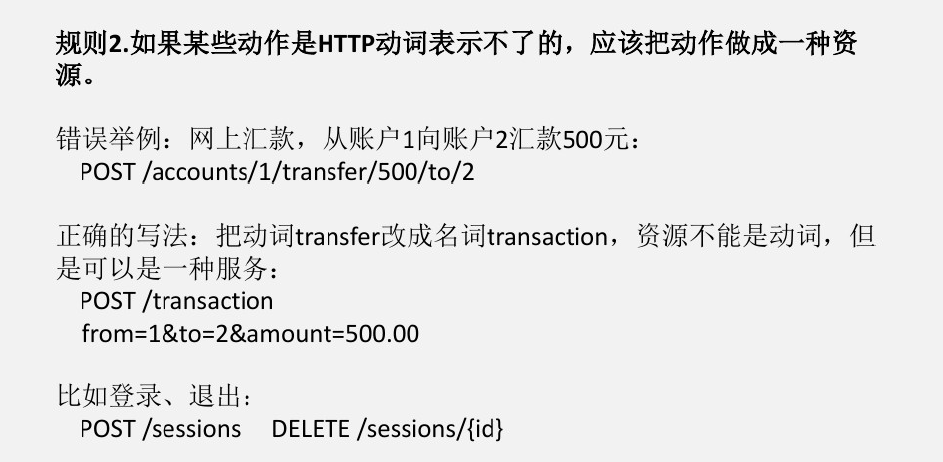 规则2.如果某些动作是HTTP动词表示不了的，应该把动作做成一种资
源。
错误举例：网上汇款，从账户1向账户2汇款500元：
POST /accounts/1/transfer/500/to/2
正确的写法：把动词transfer改成名词transaction，资源不能是动词，但
是可以是一种服务：
POST /transaction
from=1&to=2&amount=500.00
比如登录、退出：
POST /sessions DELETE /sessions/{id}